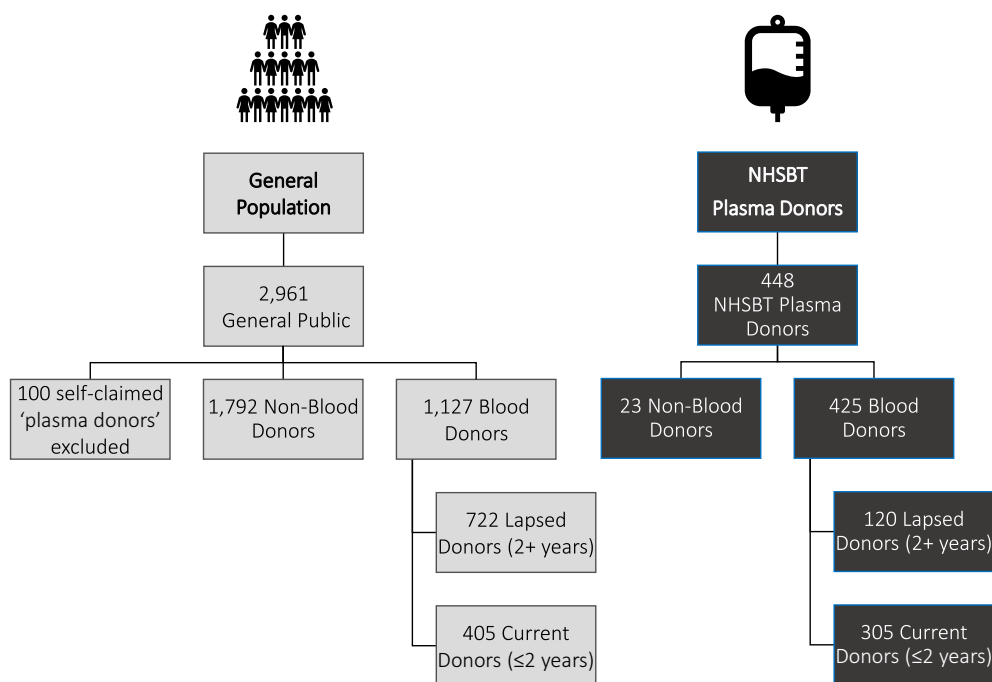 General
Population
NHSBT
Plasma Donors
2,961
General Public
448
NHSBT Plasma
Donors
100 self-claimed
‘plasma donors’
excluded
1,792 Non-Blood
Donors
1,127 Blood
Donors
23 Non-Blood
Donors
425 Blood
Donors
722 Lapsed
Donors (2+ years)
120 Lapsed
Donors (2+ years)
405 Current
Donors (≤2 years)
305 Current
Donors (≤2 years)